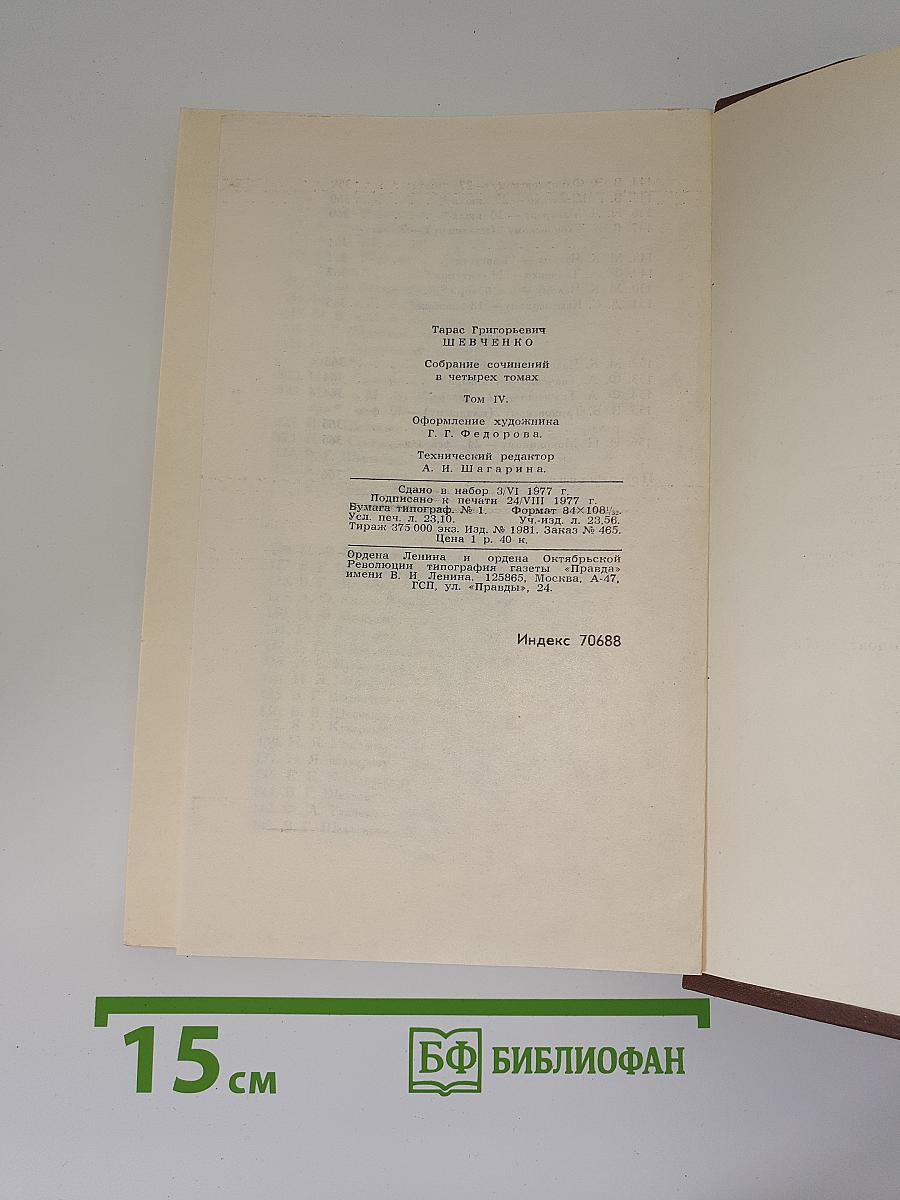 Тарас Григорьевич
ШЕВЧЕНКО
Собрание сочинений
в четырех томах
Том IV.
Оформление художника
Г. Г. Федорова.
Технический редактор
А. И. Шагарина.
Сдано в набор 3/VI 1977 г.
Подписано к печати 24/VIII 1977 г.
Бумага типограф. № 1. Формат 84×108¹/₃₂.
Усл. печ. л. 23,10. Уч.-изд. л. 23,56.
Тираж 375 000 экз. Изд. № 1981. Заказ № 465.
Цена 1 р. 40 к.
Ордена Ленина и ордена Октябрьской
Революции типография газеты «Правда»
имени В. И. Ленина, 125865, Москва, А-47,
ГСП, ул. «Правды», 24.
Индекс 70688
15 см
БФ БИБЛИОФАН